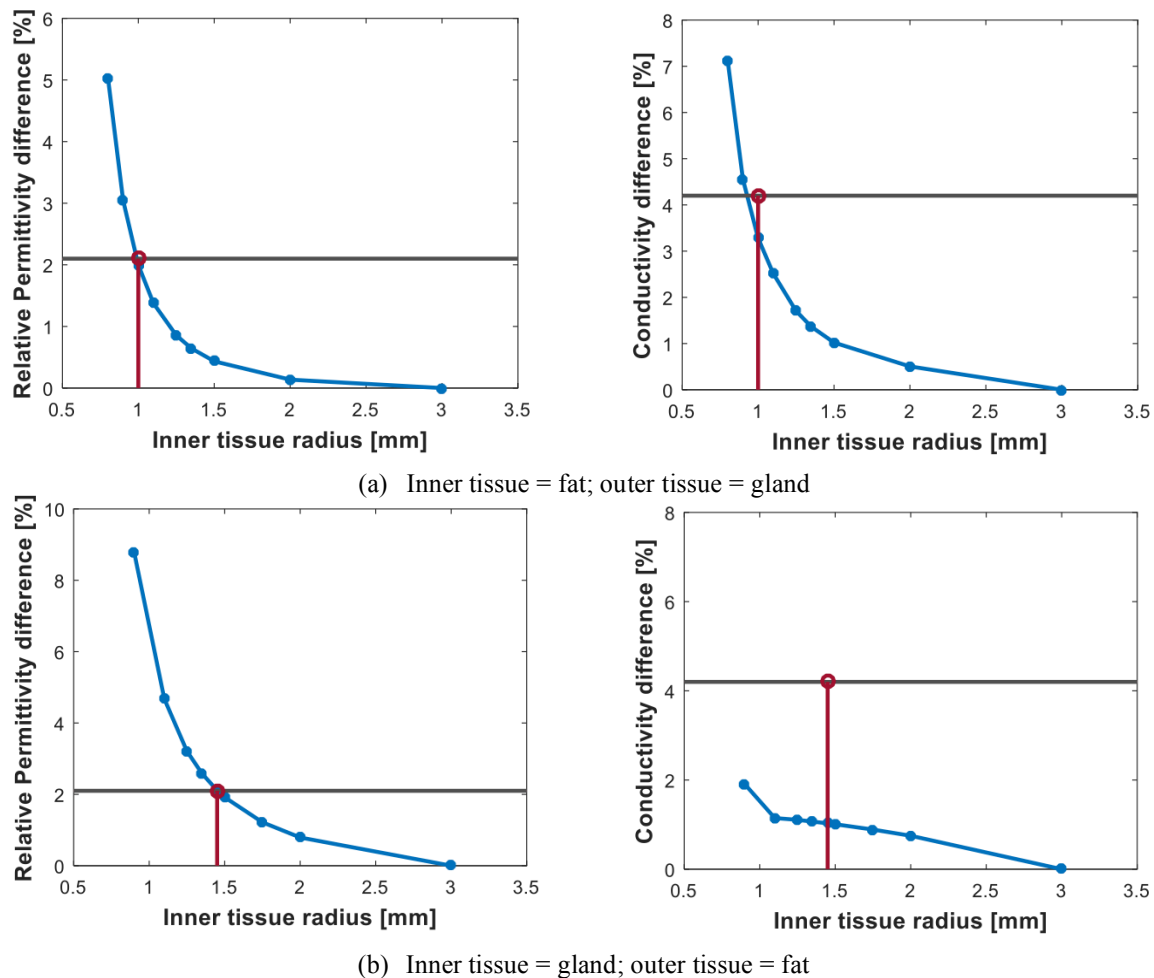 Relative Permittivity difference [%]
6
5
4
3
2
1
0
0.5 1 1.5 2 2.5 3 3.5
Inner tissue radius [mm]
Conductivity difference [%]
8
7
6
5
4
3
2
1
0
0.5 1 1.5 2 2.5 3 3.5
Inner tissue radius [mm]
(a) Inner tissue = fat; outer tissue = gland
Relative Permittivity difference [%]
10
8
6
4
2
0
0.5 1 1.5 2 2.5 3 3.5
Inner tissue radius [mm]
Conductivity difference [%]
8
6
4
2
0
0.5 1 1.5 2 2.5 3 3.5
Inner tissue radius [mm]
(b) Inner tissue = gland; outer tissue = fat